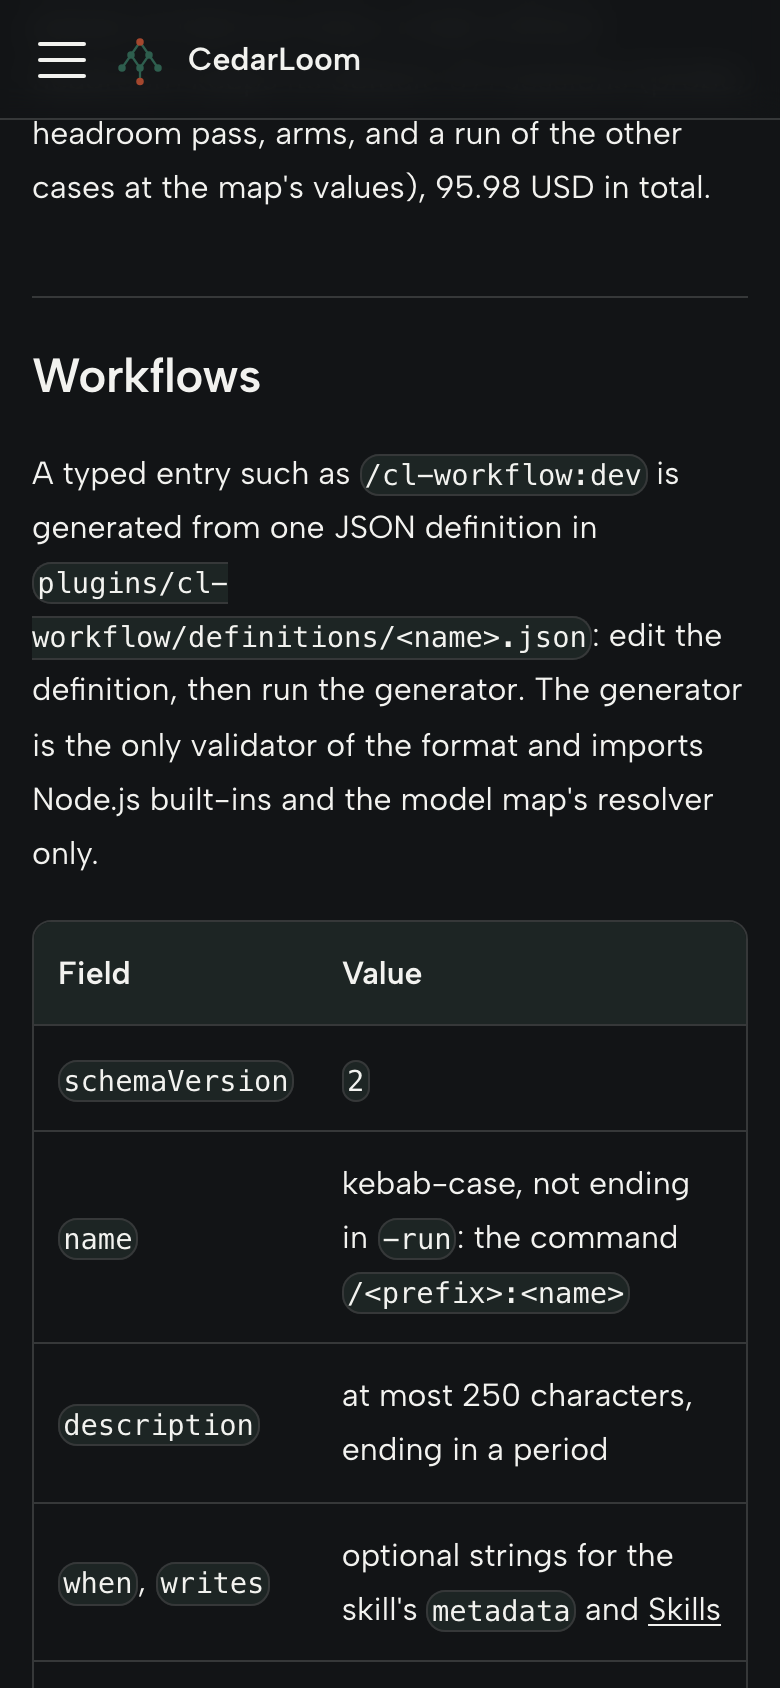 CedarLoom
headroom pass, arms, and a run of the other
cases at the map's values), 95.98 USD in total.
Workflows
A typed entry such as /cl-workflow:dev is
generated from one JSON definition in
plugins/cl-
workflow/definitions/<name>.json: edit the
definition, then run the generator. The generator
is the only validator of the format and imports
Node.js built-ins and the model map's resolver
only.
Field Value
schemaVersion 2
name kebab-case, not ending
in -run: the command
/<prefix>:<name>
description at most 250 characters,
ending in a period
when, writes optional strings for the
skill's metadata and Skills